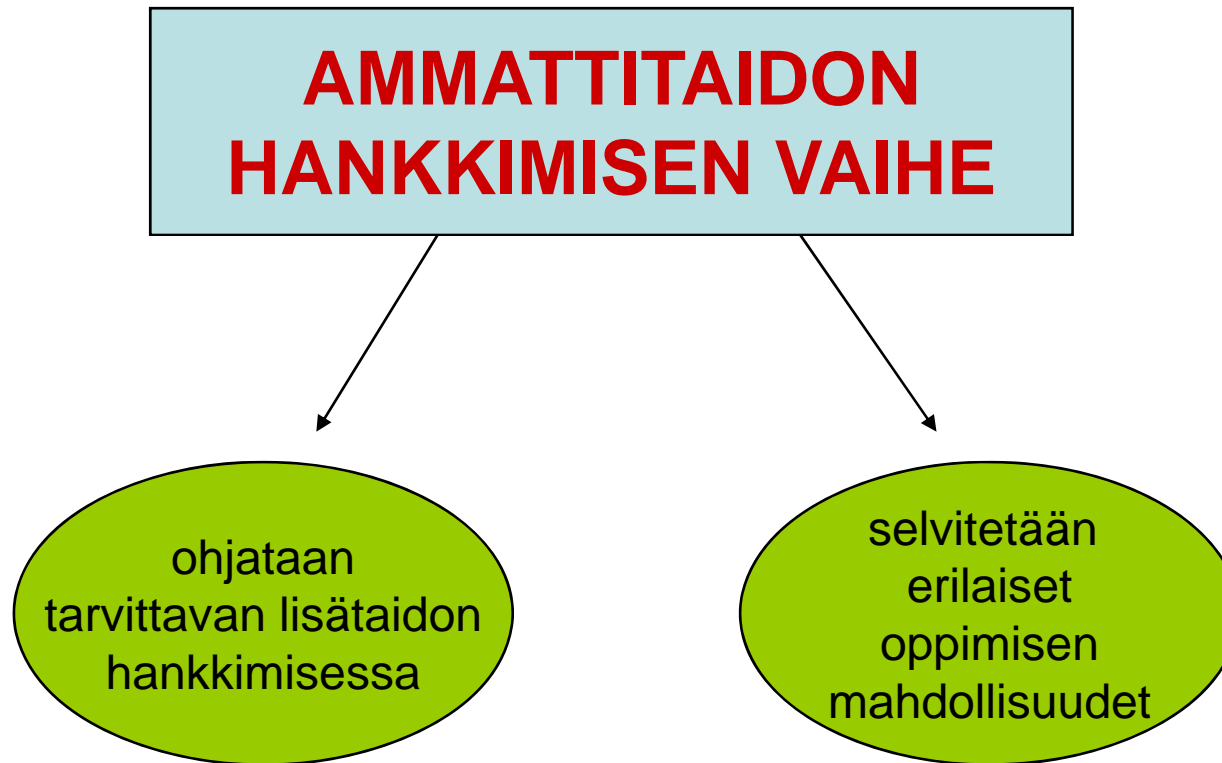 AMMATTITAIDON
HANKKIMISEN VAIHE
ohjataan
tarvittavan lisätaidon
hankkimisessa
selvitetään
erilaiset
oppimisen
mahdollisuudet